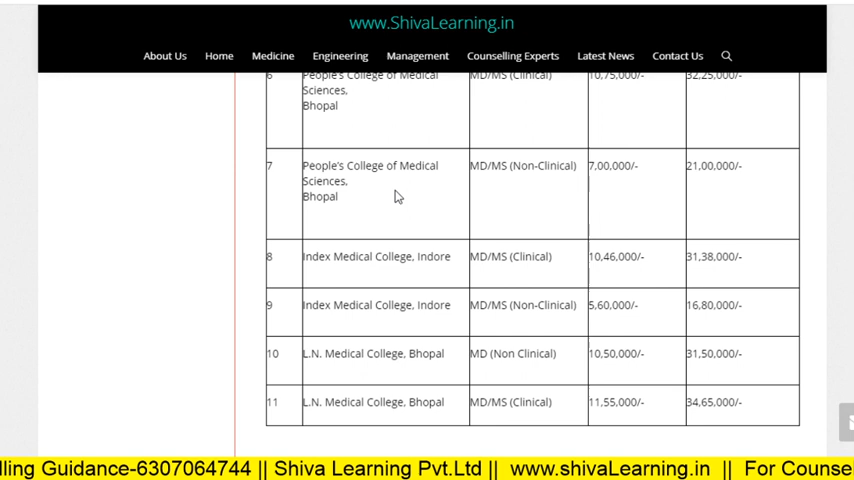 www.ShivaLearning.in
About Us Home Medicine Engineering Management Counselling Experts Latest News Contact Us
6 People's College of Medical MD/MS (Clinical) 10,75,000/- 32,25,000/-
Sciences,
Bhopal
7 People's College of Medical MD/MS (Non-Clinical) 7,00,000/- 21,00,000/-
Sciences,
Bhopal
8 Index Medical College, Indore MD/MS (Clinical) 10,46,000/- 31,38,000/-
9 Index Medical College, Indore MD/MS (Non-Clinical) 5,60,000/- 16,80,000/-
10 L.N. Medical College, Bhopal MD (Non Clinical) 10,50,000/- 31,50,000/-
11 L.N. Medical College, Bhopal MD/MS (Clinical) 11,55,000/- 34,65,000/-
lling Guidance-6307064744 || Shiva Learning Pvt.Ltd || www.shivaLearning.in || For Counse